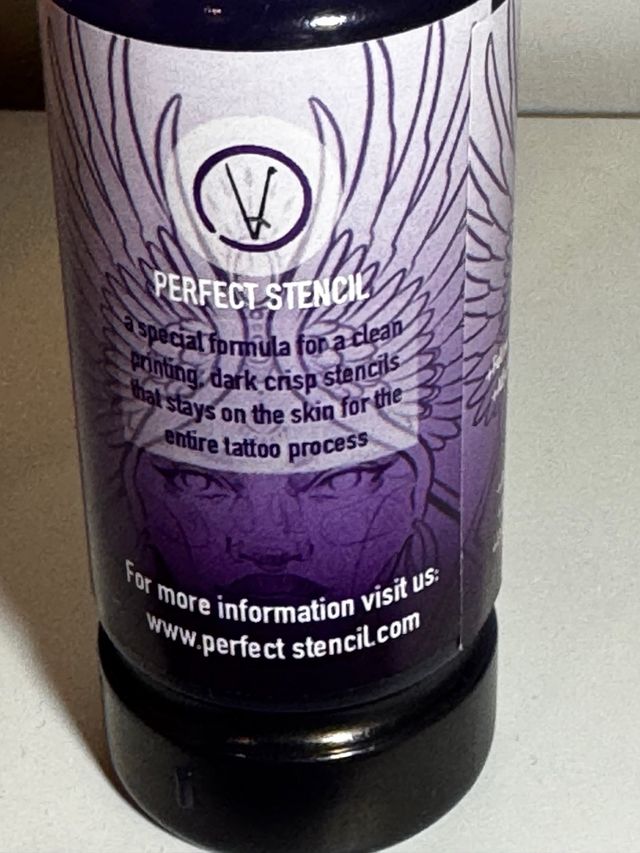 PERFECT STENCIL
a special formula for a clean
printing, dark crisp stencils
that stays on the skin for the
entire tattoo process
For more information visit us:
www.perfect stencil.com